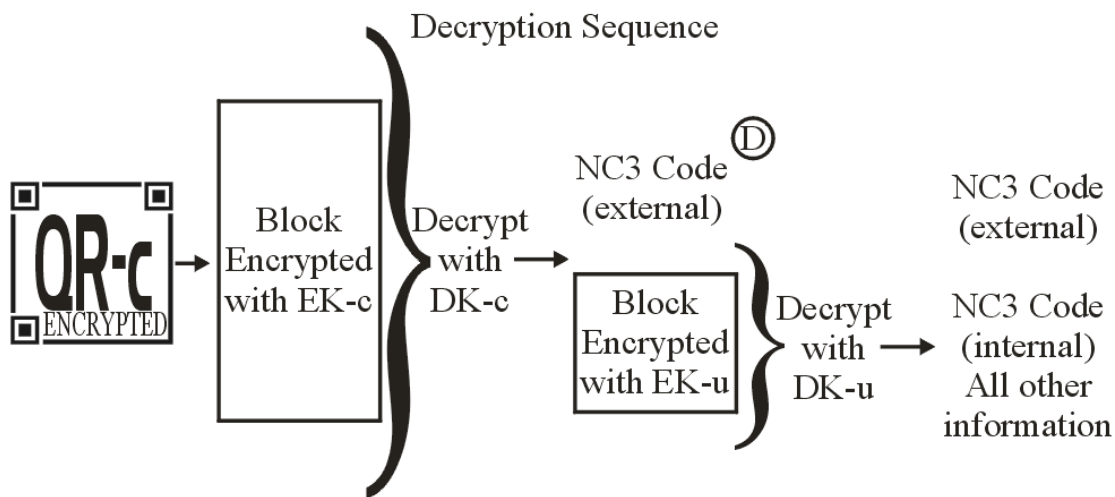 Decryption Sequence
QR-c
ENCRYPTED
Block
Encrypted
with EK-c
Decrypt
with
DK-c
D
NC3 Code
(external)
Block
Encrypted
with EK-u
Decrypt
with
DK-u
NC3 Code
(external)
NC3 Code
(internal)
All other
information